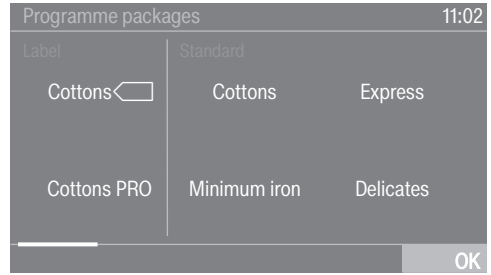 Programme packages 11:02
Label Standard
Cottons Cottons Express
Cottons PRO Minimum iron Delicates
OK